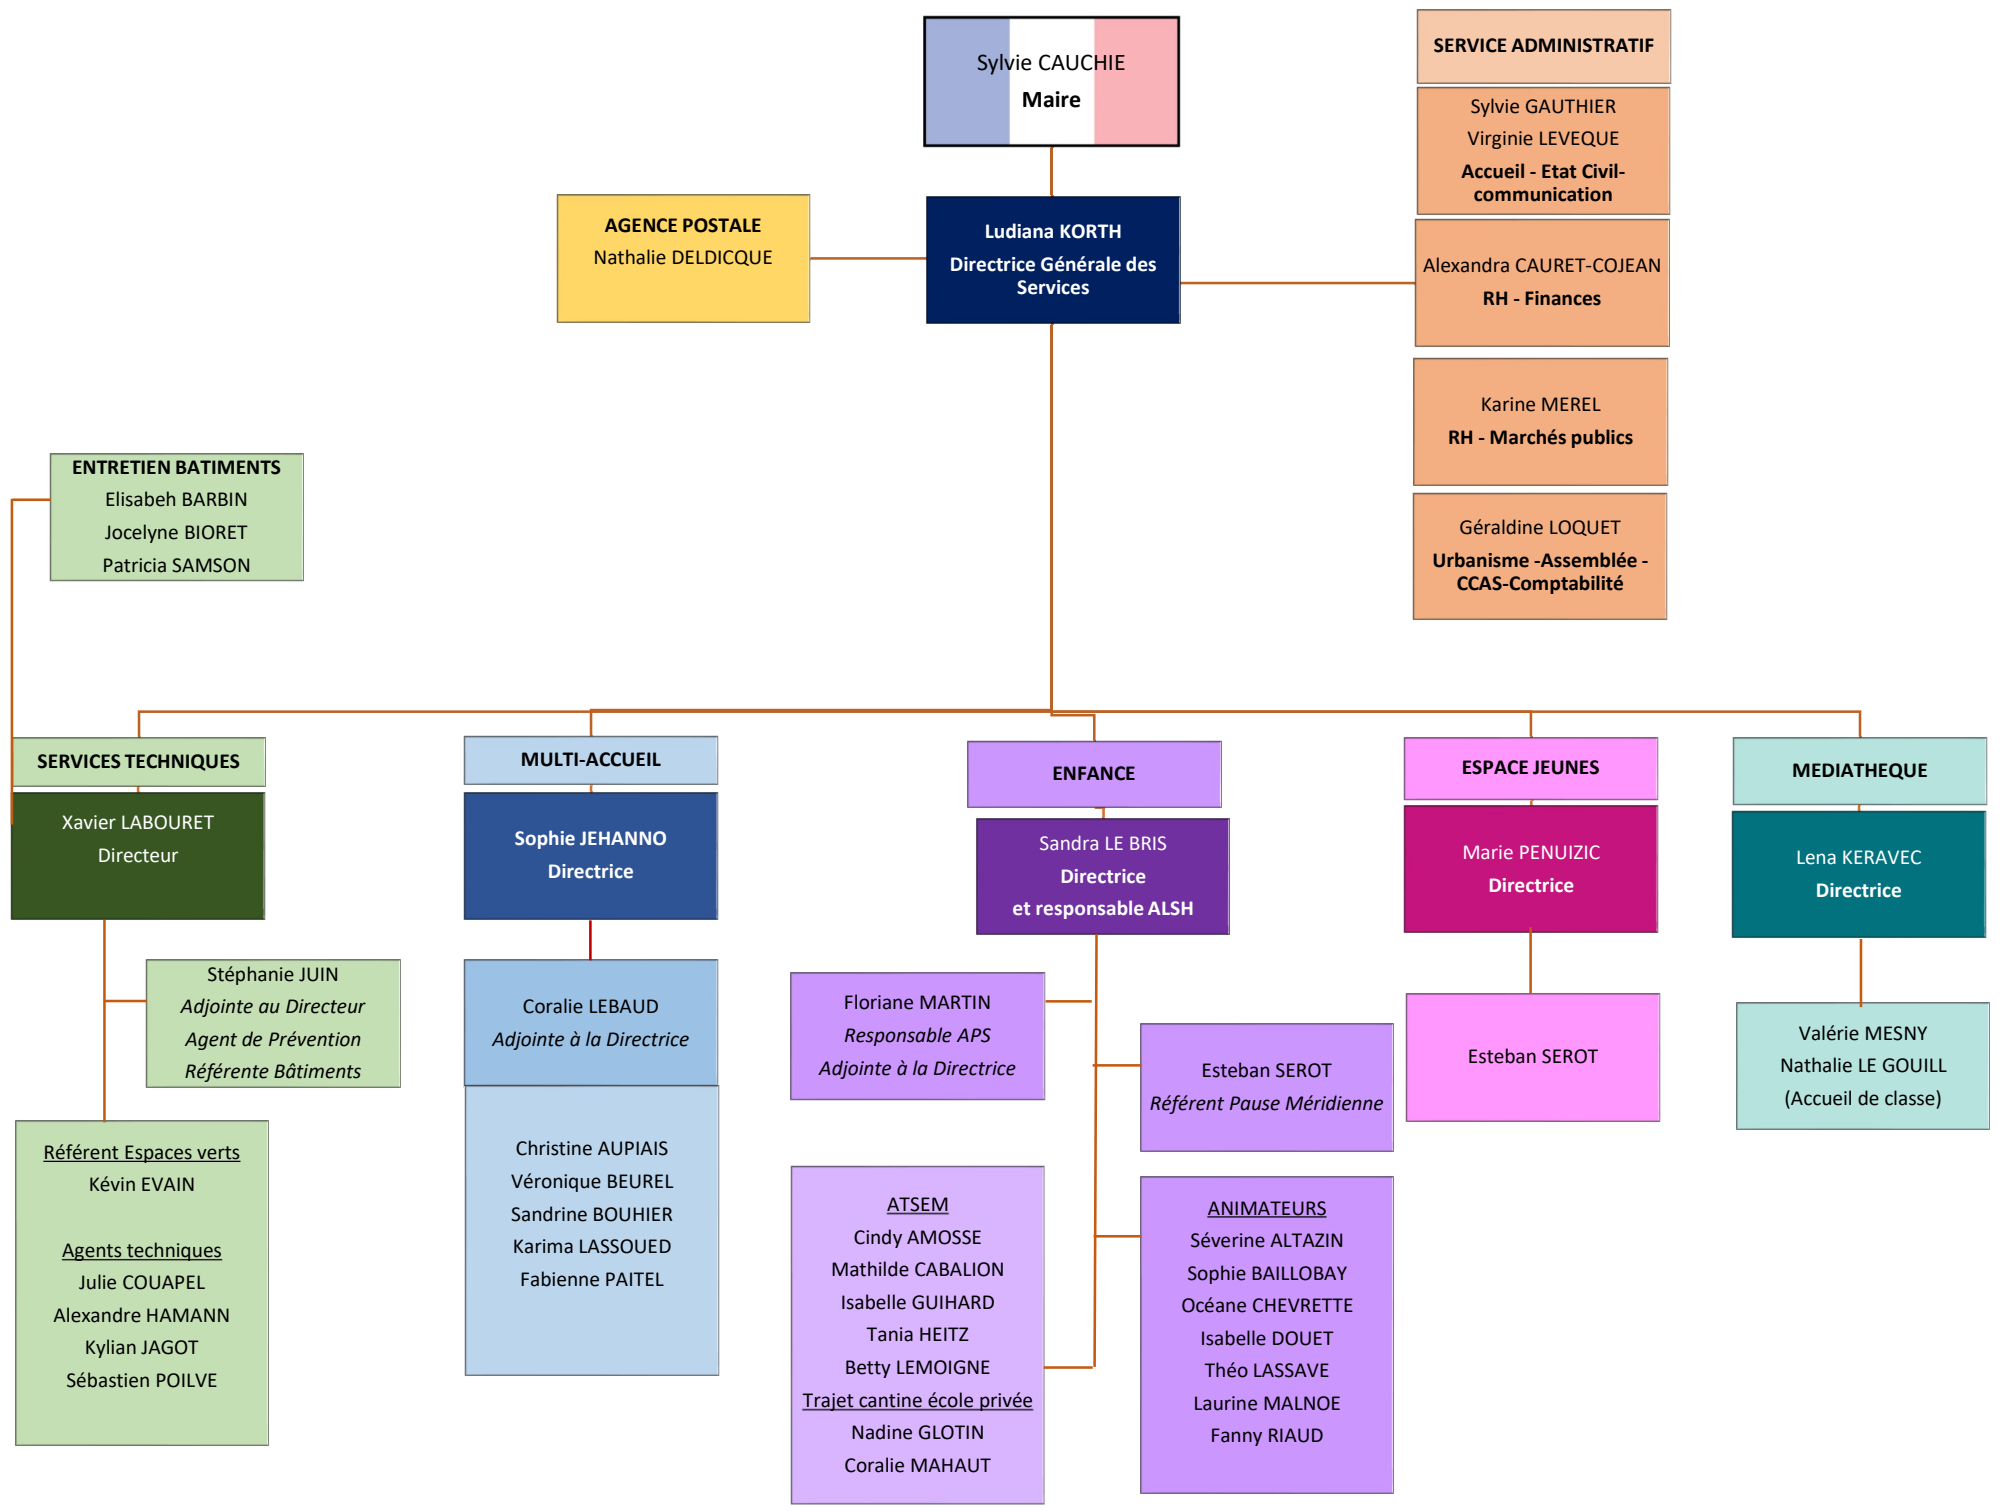 Sylvie CAUCHIE
Maire
SERVICE ADMINISTRATIF
Sylvie GAUTHIER
Virginie LEVEQUE
Accueil - Etat Civil-
communication
AGENCE POSTALE
Nathalie DELDICQUE
Ludiana KORTH
Directrice Générale des
Services
Alexandra CAURET-COJEAN
RH - Finances
Karine MEREL
RH - Marchés publics
ENTRETIEN BATIMENTS
Elisabeh BARBIN
Jocelyne BIORET
Patricia SAMSON
Géraldine LOQUET
Urbanisme -Assemblée -
CCAS-Comptabilité
SERVICES TECHNIQUES
Xavier LABOURET
Directeur
Stéphanie JUIN
Adjointe au Directeur
Agent de Prévention
Référente Bâtiments
Référent Espaces verts
Kévin EVAIN
Agents techniques
Julie COUAPEL
Alexandre HAMANN
Kylian JAGOT
Sébastien POILVE
MULTI-ACCUEIL
Sophie JEHANNO
Directrice
Coralie LEBAUD
Adjointe à la Directrice
Christine AUPIAIS
Véronique BEUREL
Sandrine BOUHIER
Karima LASSOUED
Fabienne PAITEL
ENFANCE
Sandra LE BRIS
Directrice
et responsable ALSH
Floriane MARTIN
Responsable APS
Adjointe à la Directrice
Esteban SEROT
Référent Pause Méridienne
ATSEM
Cindy AMOSSE
Mathilde CABALION
Isabelle GUIHARD
Tania HEITZ
Betty LEMOIGNE
Trajet cantine école privée
Nadine GLOTIN
Coralie MAHAUT
ANIMATEURS
Séverine ALTAZIN
Sophie BAILLOBAY
Océane CHEVRETTE
Isabelle DOUET
Théo LASSAVE
Laurine MALNOE
Fanny RIAUD
ESPACE JEUNES
Marie PENUIZIC
Directrice
Esteban SEROT
MEDIATHEQUE
Lena KERAVEC
Directrice
Valérie MESNY
Nathalie LE GOUILL
(Accueil de classe)